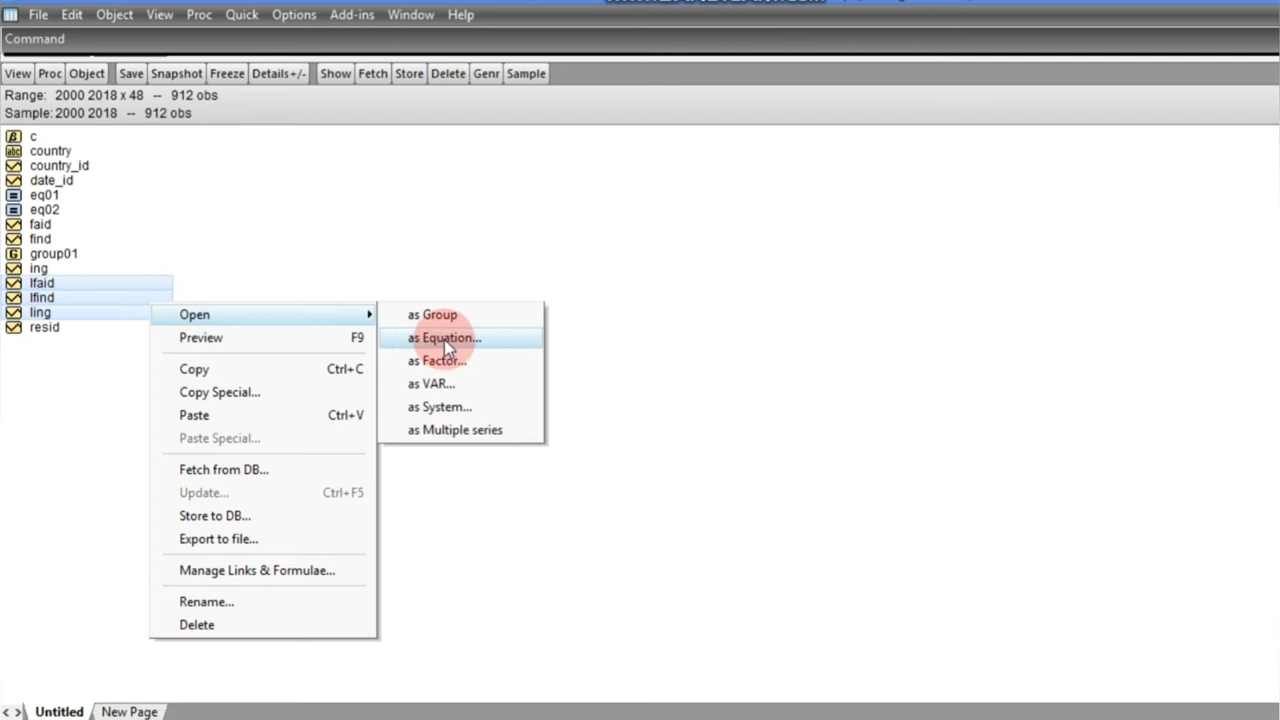 File Edit Object View Proc Quick Options Add-ins Window Help
Command
View Proc Object Save Snapshot Freeze Details+/- Show Fetch Store Delete Genr Sample
Range: 2000 2018 x 48 -- 912 obs
Sample: 2000 2018 -- 912 obs
c
country
country_id
date_id
eq01
eq02
faid
find
group01
ing
lfaid
lfind
ling
resid
Open
Preview F9
Copy Ctrl+C
Copy Special...
Paste Ctrl+V
Paste Special...
Fetch from DB...
Update... Ctrl+F5
Store to DB...
Export to file...
Manage Links & Formulae...
Rename...
Delete
as Group
as Equation...
as Factor...
as VAR...
as System...
as Multiple series
Untitled New Page